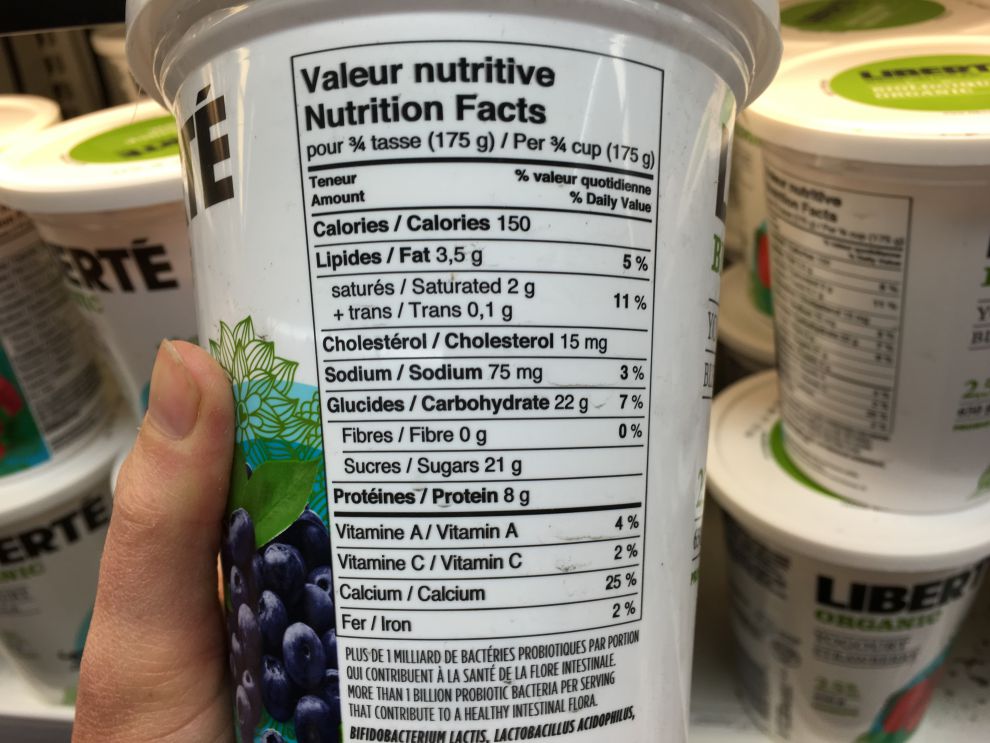 Valeur nutritive
Nutrition Facts
pour ¾ tasse (175 g) / Per ¾ cup (175 g)
Teneur % valeur quotidienne
Amount % Daily Value
Calories / Calories 150
Lipides / Fat 3,5 g 5 %
saturés / Saturated 2 g
+ trans / Trans 0,1 g 11 %
Cholestérol / Cholesterol 15 mg
Sodium / Sodium 75 mg 3 %
Glucides / Carbohydrate 22 g 7 %
Fibres / Fibre 0 g 0 %
Sucres / Sugars 21 g
Protéines / Protein 8 g
Vitamine A / Vitamin A 4 %
Vitamine C / Vitamin C 2 %
Calcium / Calcium 25 %
Fer / Iron 2 %
PLUS DE 1 MILLIARD DE BACTÉRIES PROBIOTIQUES PAR PORTION
QUI CONTRIBUENT À LA SANTÉ DE LA FLORE INTESTINALE.
MORE THAN 1 BILLION PROBIOTIC BACTERIA PER SERVING
THAT CONTRIBUTE TO A HEALTHY INTESTINAL FLORA.
BIFIDOBACTERIUM LACTIS, LACTOBACILLUS ACIDOPHILUS,
TÉ
ERTÉ
ERTÉ
LIBERT
ORGANIC
LIBER
ORGANIC